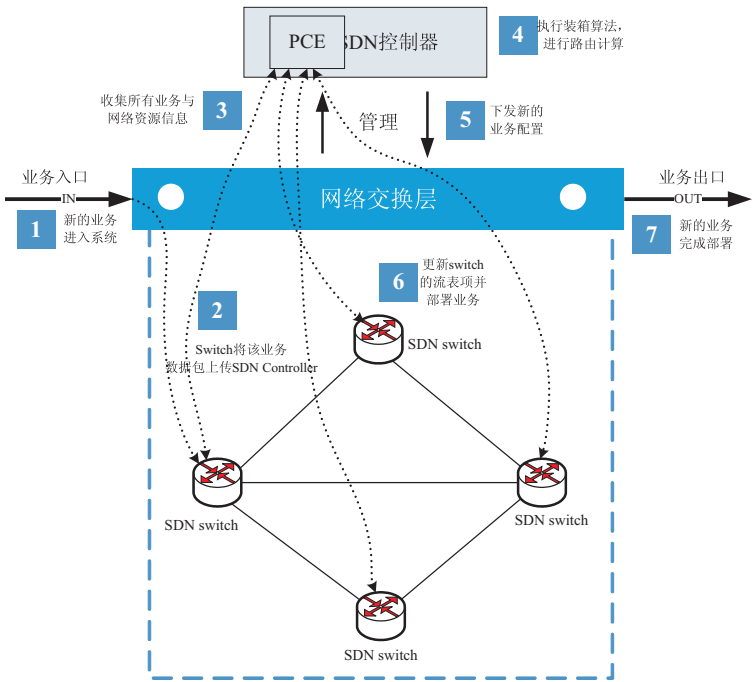 PCE
SDN控制器
4
执行装箱算法,
进行路由计算
收集所有业务与
网络资源信息
3
管理
5
下发新的
业务配置
业务入口
IN
网络交换层
业务出口
OUT
1
新的业务
进入系统
7
新的业务
完成部署
6
更新switch
的流表项并
部署业务
2
Switch将该业务
数据包上传SDN Controller
SDN switch
SDN switch
SDN switch
SDN switch